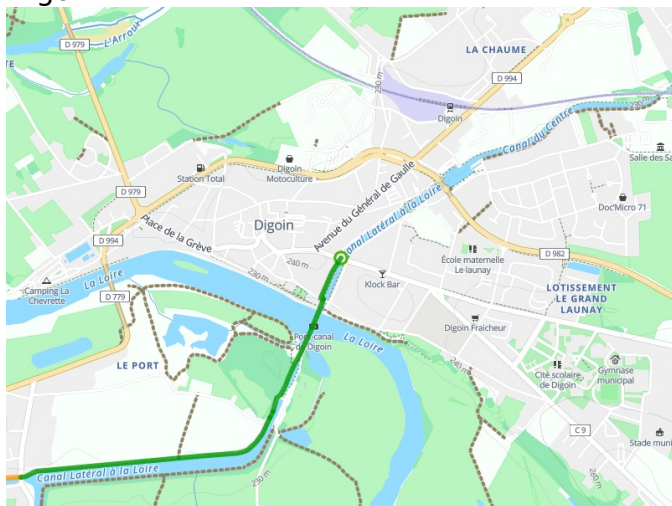 D 979
L'Arroux
LA CHAUME
D 994
230 m
Digoin
Canal du Centre
230 m
Salle des Sa
Station Total
Digoin
Motoculture
D 979
Doc'Micro 71
Avenue du Général de Gaulle
Canal Latéral à la Loire
Place de la Grève
Digoin
D 994
École maternelle
Le launay
D 982
Camping La
Chevrette
La Loire
230 m
240 m
Klock Bar
LOTISSEMENT
LE GRAND
LAUNAY
D 779
Digoin Fraicheur
Pont-canal
de Digoin
La Loire
LE PORT
Cité scolaire
de Digoin
Gymnase
municipal
C 9
Stade muni
Canal Latéral à la Loire
230 m
260 m